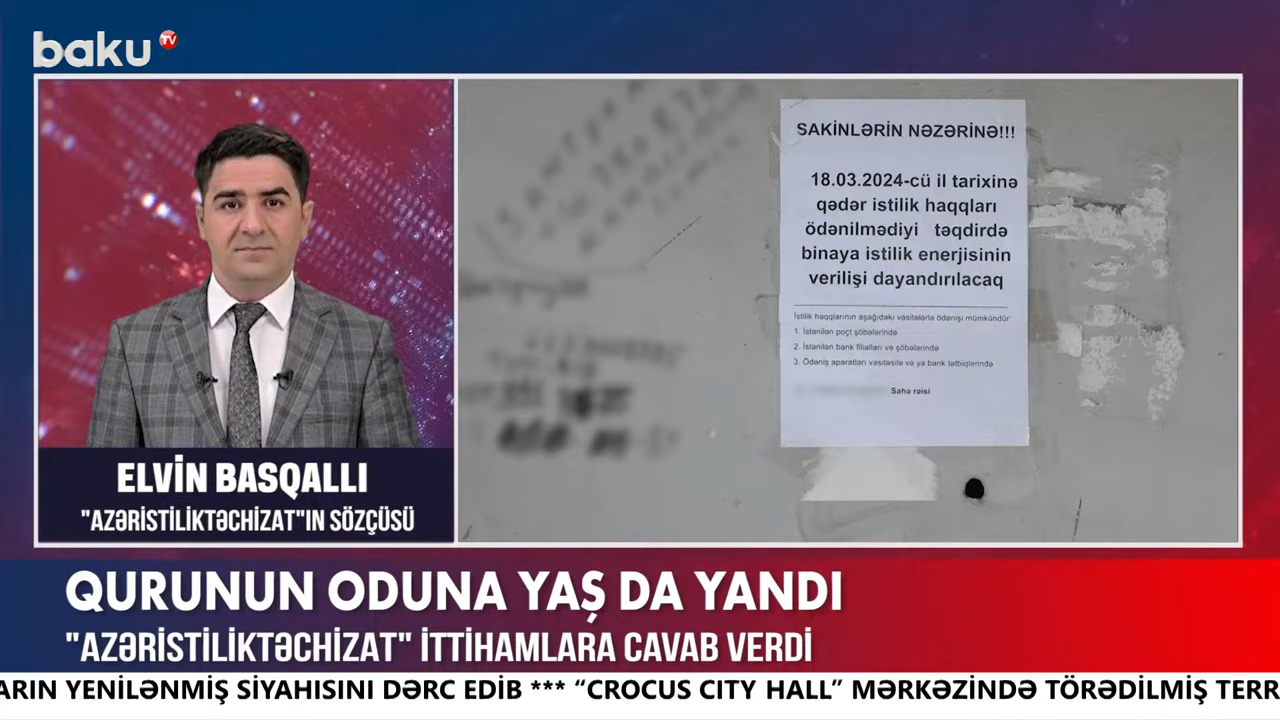 baku TV
SAKİNLƏRİN NƏZƏRİNƏ!!!
18.03.2024-cü il tarixinə
qədər istilik haqqları
ödənilmədiyi təqdirdə
binaya istilik enerjisinin
verilişi dayandırılacaq
İstilik haqqlarının aşağıdakı vasitələrlə ödənişi mümkündür
1. İstənilən poçt şöbələrində
2. İstənilən bank filialları və şöbələrində
3. Ödəniş aparatları vasitəsilə və ya bank tətbiqlərində
Sahə rəisi
ELVİN BASQALLI
"AZƏRİSTİLİKTƏCHİZAT"IN SÖZÇÜSÜ
QURUNUN ODUNA YAŞ DA YANDI
"AZƏRİSTİLİKTƏCHİZAT" İTTİHAMLARA CAVAB VERDİ
ARIN YENİLƏNMİŞ SİYAHISINI DƏRC EDİB *** “CROCUS CITY HALL” MƏRKƏZİNDƏ TÖRƏDİLMİŞ TERR